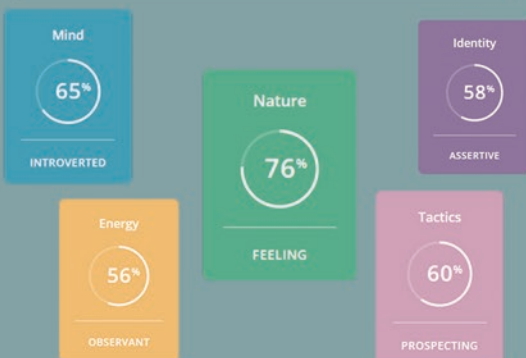 Mind
65%
INTROVERTED
Energy
56%
OBSERVANT
Nature
76%
FEELING
Tactics
60%
PROSPECTING
Identity
58%
ASSERTIVE